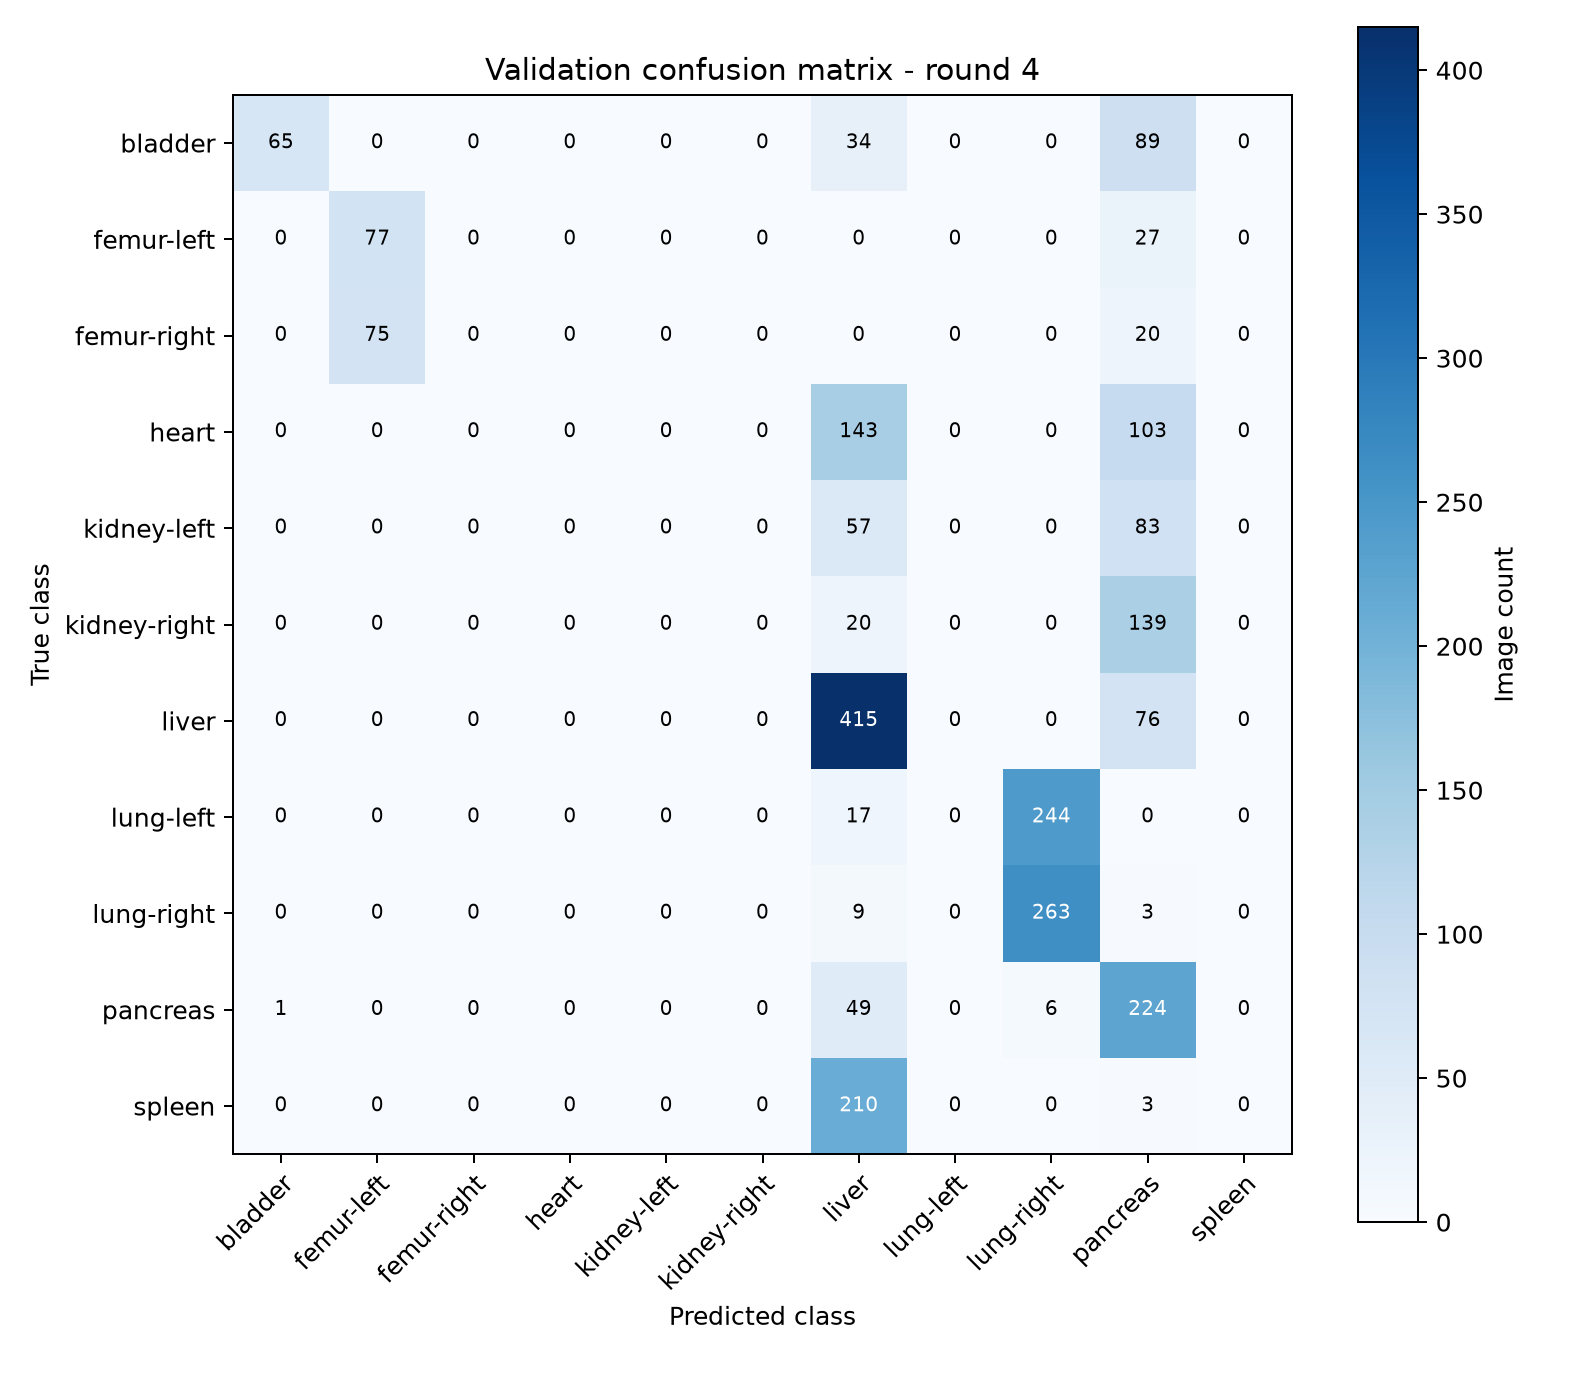 Validation confusion matrix - round 4
True class
bladder 65 0 0 0 0 0 34 0 0 89 0
femur-left 0 77 0 0 0 0 0 0 0 27 0
femur-right 0 75 0 0 0 0 0 0 0 20 0
heart 0 0 0 0 0 0 143 0 0 103 0
kidney-left 0 0 0 0 0 0 57 0 0 83 0
kidney-right 0 0 0 0 0 0 20 0 0 139 0
liver 0 0 0 0 0 0 415 0 0 76 0
lung-left 0 0 0 0 0 0 17 0 244 0 0
lung-right 0 0 0 0 0 0 9 0 263 3 0
pancreas 1 0 0 0 0 0 49 0 6 224 0
spleen 0 0 0 0 0 0 210 0 0 3 0
bladder femur-left femur-right heart kidney-left kidney-right liver lung-left lung-right pancreas spleen
Predicted class
400
350
300
250
200
150
100
50
0
Image count